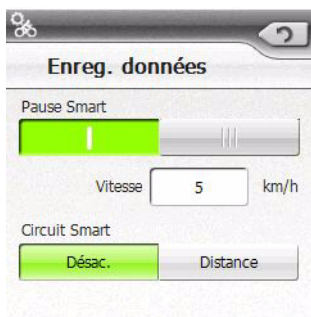 Enreg. données
Pause Smart
Vitesse 5 km/h
Circuit Smart
Désac. Distance